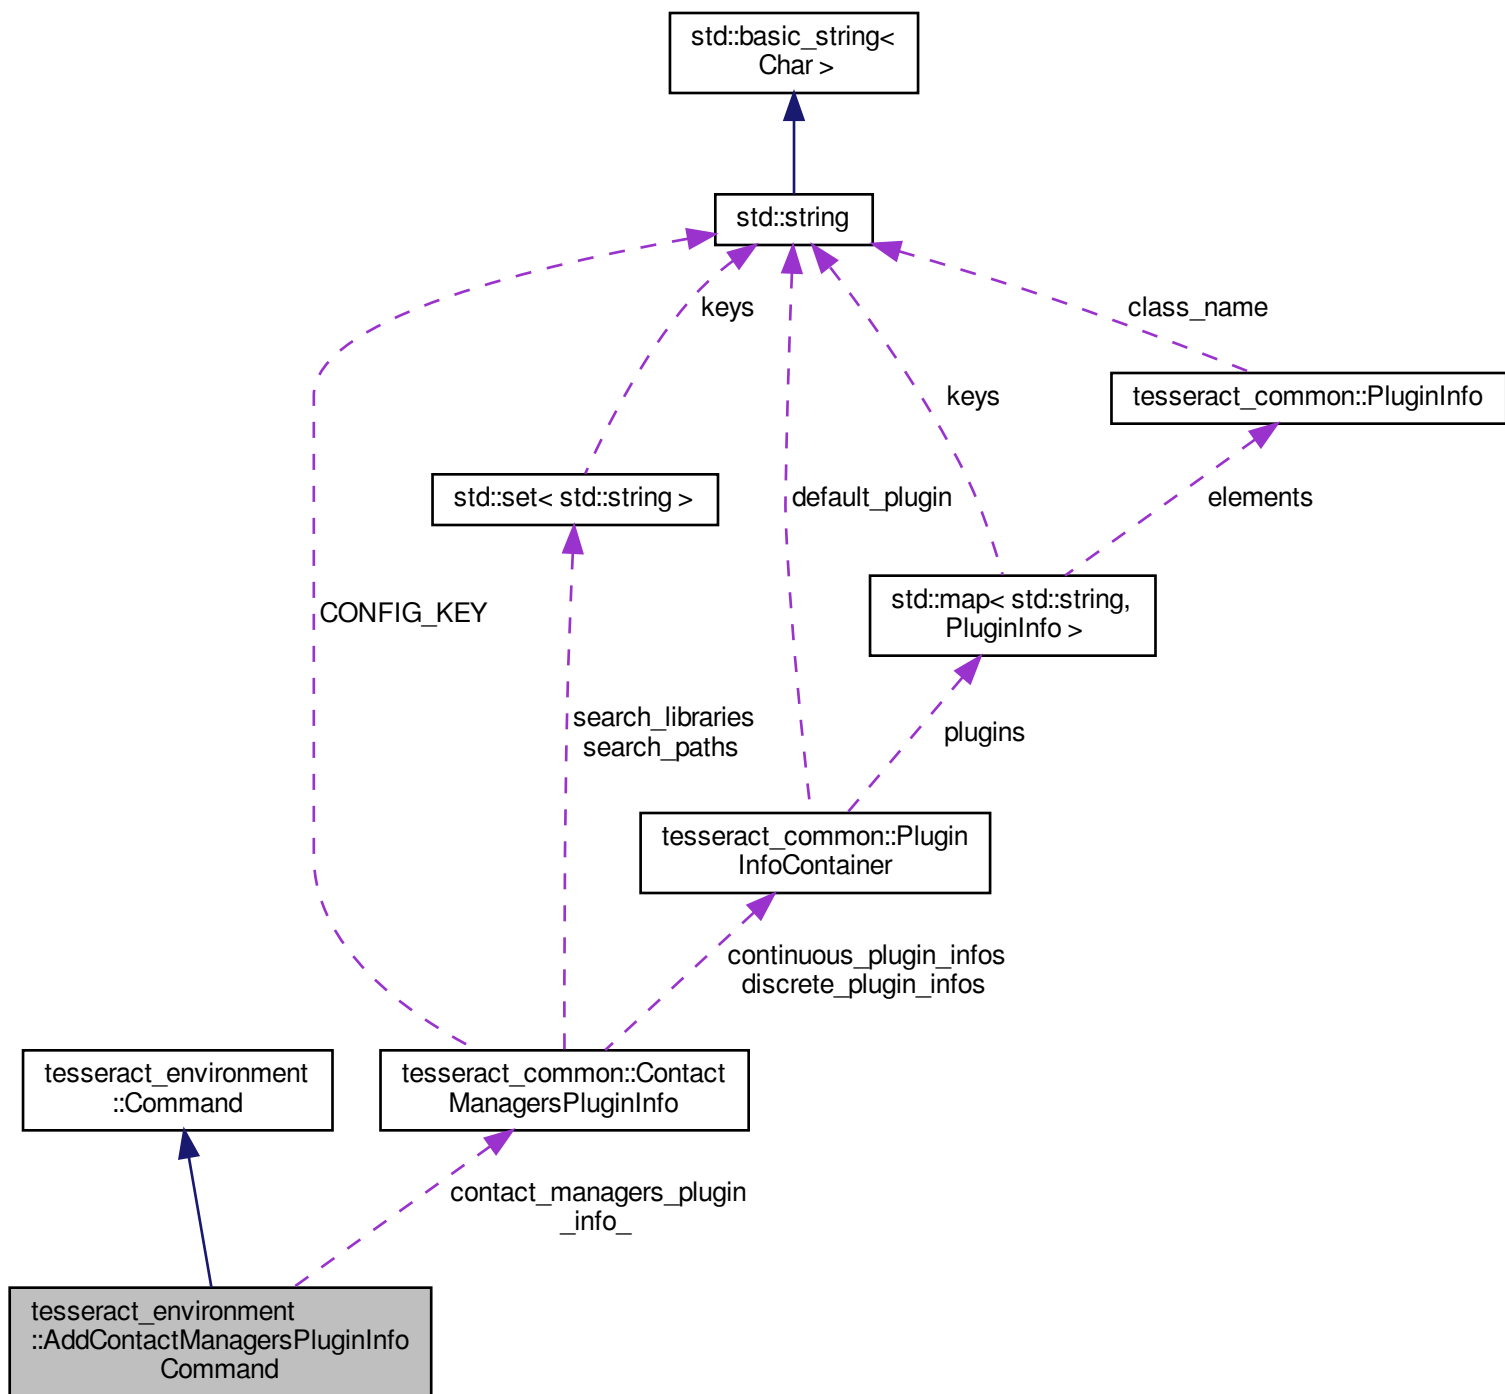 std::basic_string<
Char >
std::string
keys
class_name
keys
tesseract_common::PluginInfo
std::set< std::string >
default_plugin
elements
CONFIG_KEY
std::map< std::string,
PluginInfo >
search_libraries
search_paths
plugins
tesseract_common::Plugin
InfoContainer
continuous_plugin_infos
discrete_plugin_infos
tesseract_environment
::Command
tesseract_common::Contact
ManagersPluginInfo
contact_managers_plugin
_info_
tesseract_environment
::AddContactManagersPluginInfo
Command